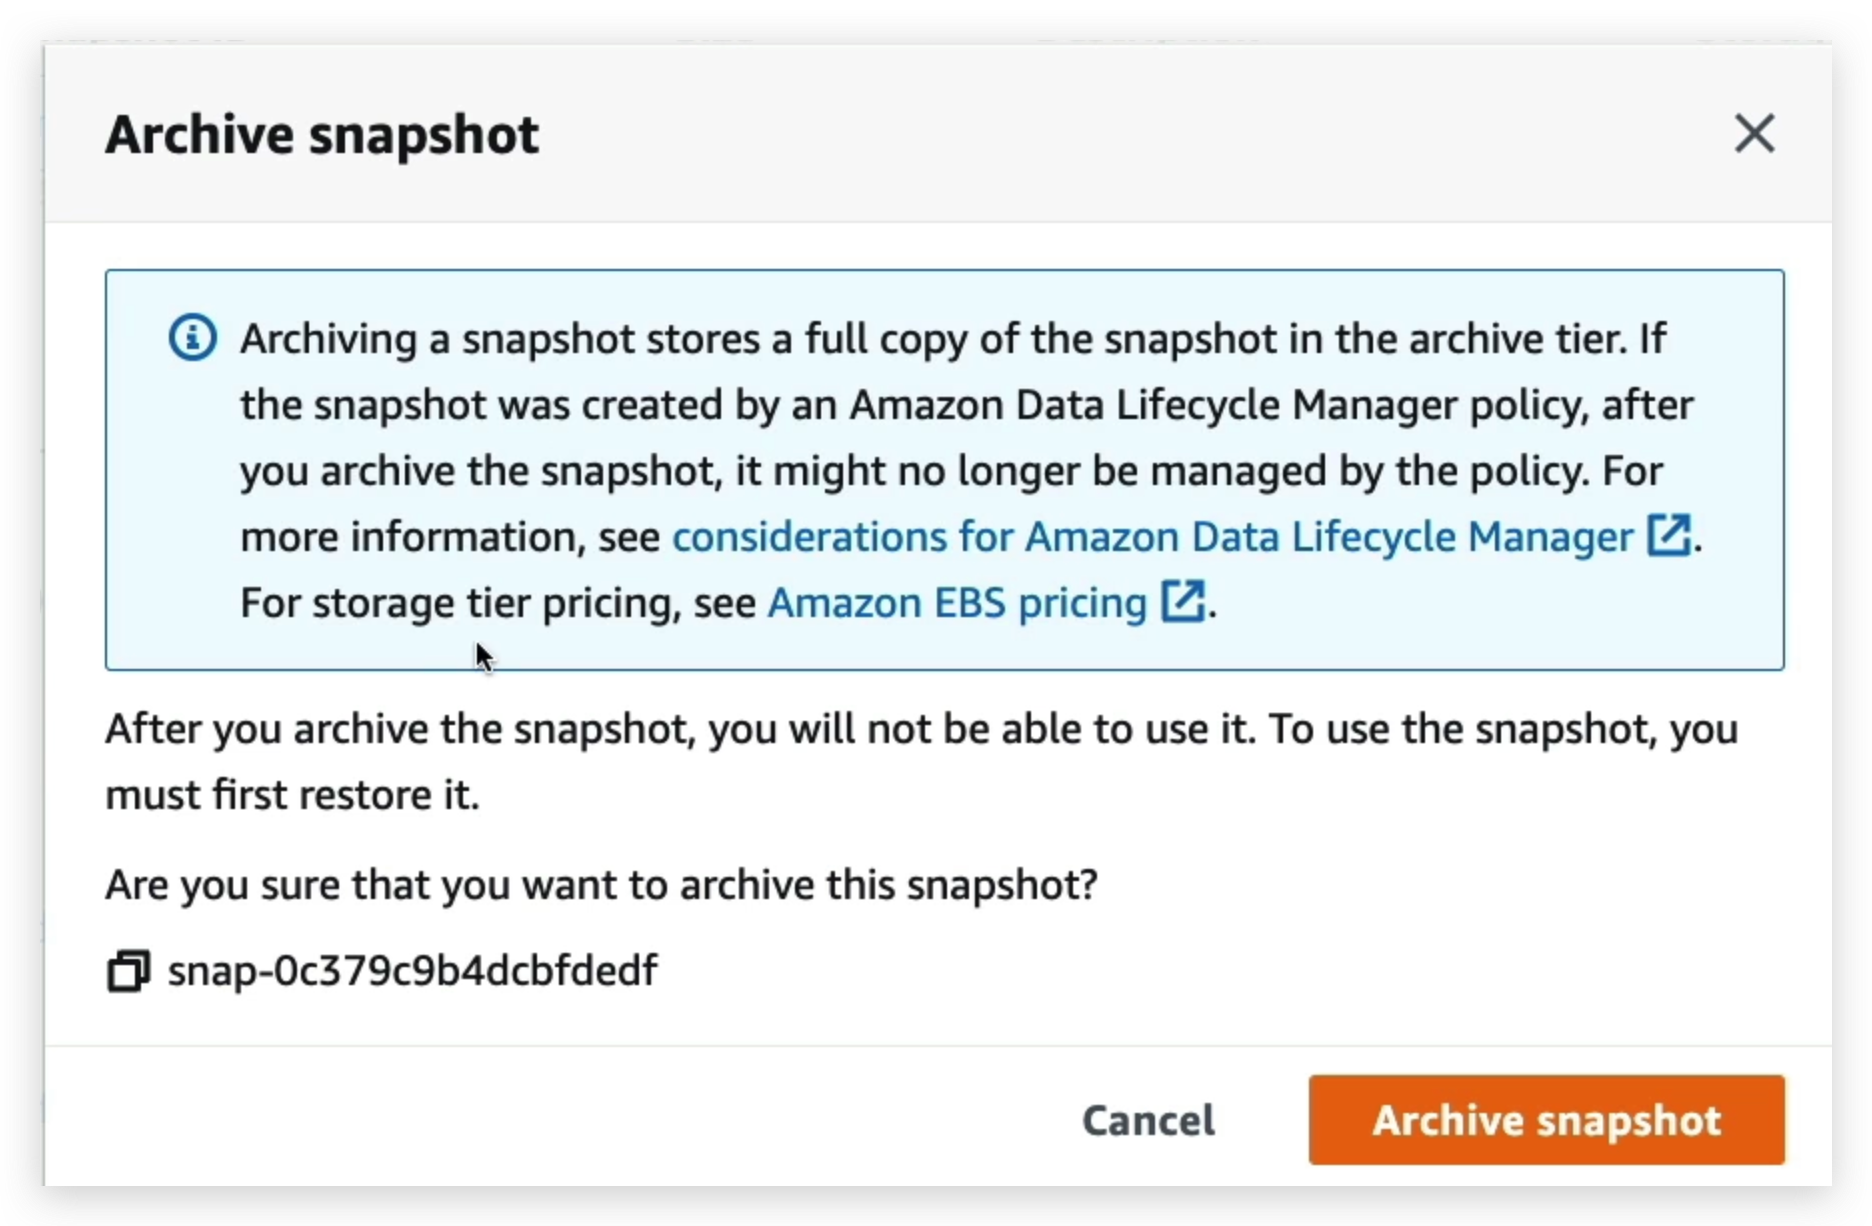 Archive snapshot
Archiving a snapshot stores a full copy of the snapshot in the archive tier. If
the snapshot was created by an Amazon Data Lifecycle Manager policy, after
you archive the snapshot, it might no longer be managed by the policy. For
more information, see considerations for Amazon Data Lifecycle Manager.
For storage tier pricing, see Amazon EBS pricing.
After you archive the snapshot, you will not be able to use it. To use the snapshot, you
must first restore it.
Are you sure that you want to archive this snapshot?
snap-0c379c9b4dcbfdedf
Cancel
Archive snapshot